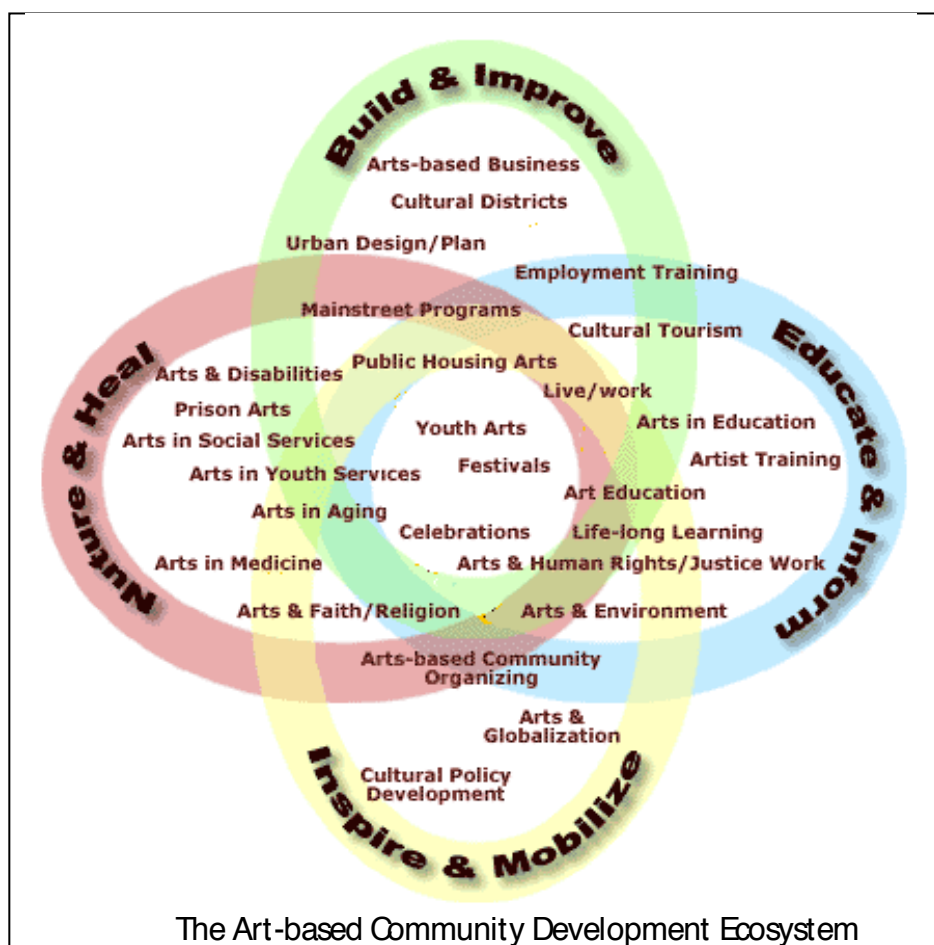 Build & Improve
Arts-based Business
Cultural Districts
Urban Design/Plan
Employment Training
Mainstreet Programs
Cultural Tourism
Nuture & Heal
Educate & Inform
Public Housing Arts
Arts & Disabilities
Live/work
Prison Arts
Arts in Education
Youth Arts
Arts in Social Services
Artist Training
Festivals
Arts in Youth Services
Art Education
Arts in Aging
Celebrations
Life-long Learning
Arts in Medicine
Arts & Human Rights/Justice Work
Arts & Faith/Religion
Arts & Environment
Arts-based Community
Organizing
Arts &
Globalization
Cultural Policy
Development
Inspire & Mobilize
The Art-based Community Development Ecosystem